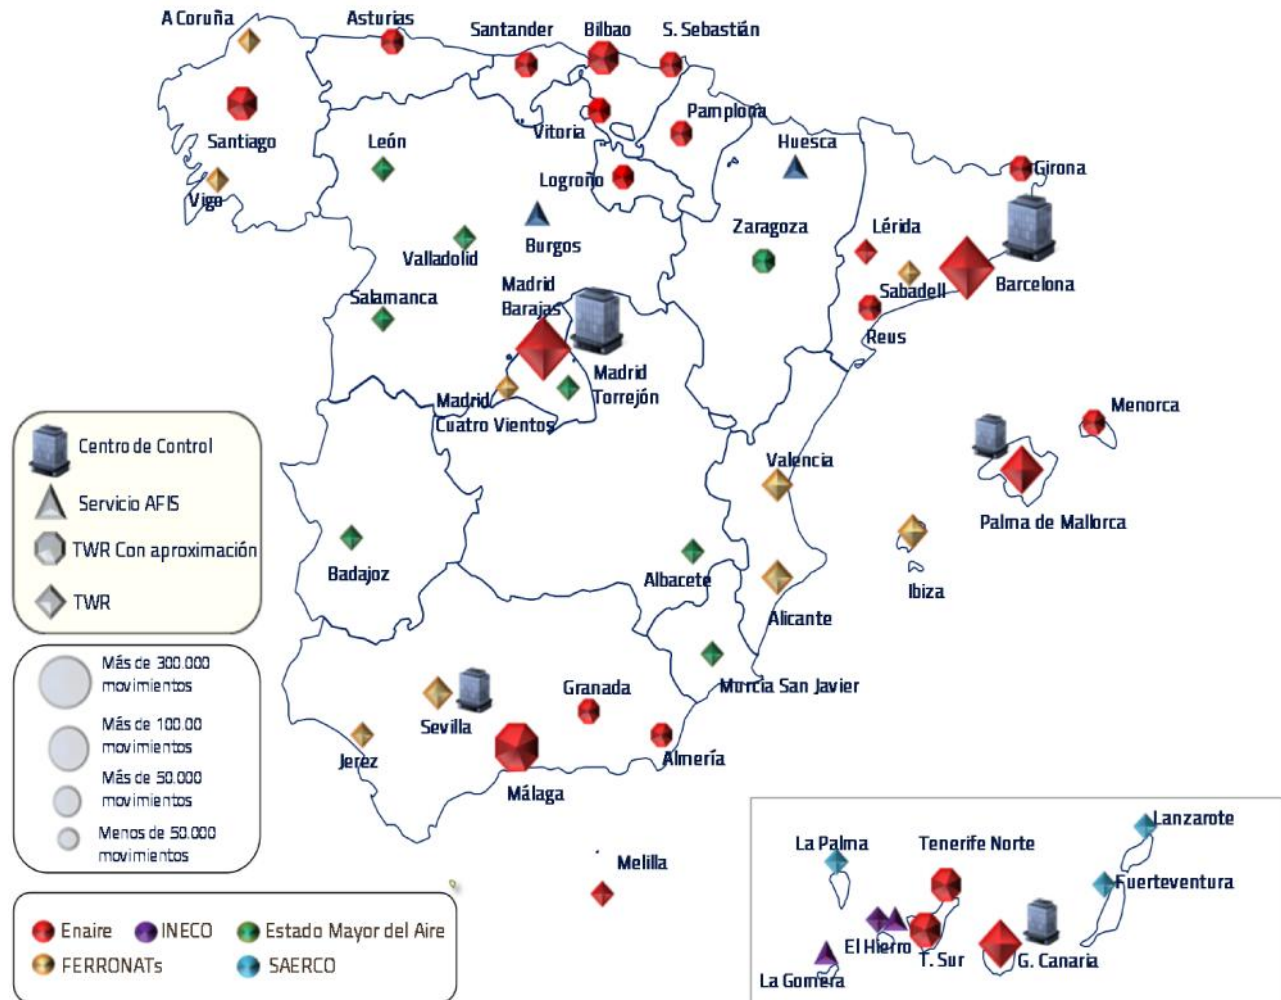 A Coruña
Asturias
Santander
Bilbao
S. Sebastián
Santiago
León
Vitoria
Pamplona
Huesca
Girona
Vigo
Logroño
Valladolid
Burgos
Zaragoza
Lérida
Sabadell
Barcelona
Salamanca
Madrid
Barajas
Reus
Madrid
Torrejón
Madrid
Cuatro Vientos
Menorca
Valencia
Palma de Mallorca
Badajoz
Albacete
Ibiza
Alicante
Murcia San Javier
Granada
Sevilla
Jerez
Almería
Málaga
Melilla
Centro de Control
Servicio AFIS
TWR Con aproximación
TWR
Más de 300.000
movimientos
Más de 100.00
movimientos
Más de 50.000
movimientos
Menos de 50.000
movimientos
Enaire
INECO
Estado Mayor del Aire
FERRONATs
SAERCO
Lanzarote
La Palma
Tenerife Norte
Fuerteventura
El Hierro
T. Sur
G. Canaria
La Gomera